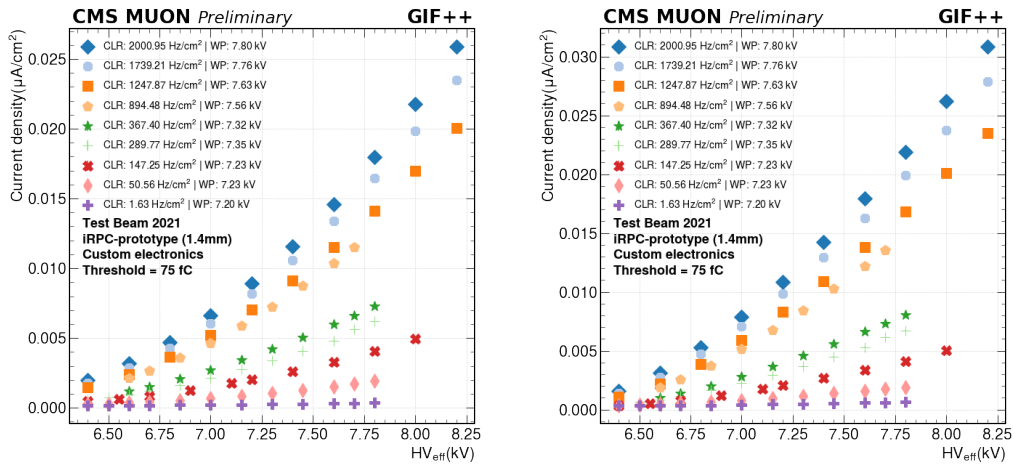 CMS MUON Preliminary GIF++
Current density(μA/cm²)
0.025
0.020
0.015
0.010
0.005
0.000
CLR: 2000.95 Hz/cm² | WP: 7.80 kV
CLR: 1739.21 Hz/cm² | WP: 7.76 kV
CLR: 1247.87 Hz/cm² | WP: 7.63 kV
CLR: 894.48 Hz/cm² | WP: 7.56 kV
CLR: 367.40 Hz/cm² | WP: 7.32 kV
CLR: 289.77 Hz/cm² | WP: 7.35 kV
CLR: 147.25 Hz/cm² | WP: 7.23 kV
CLR: 50.56 Hz/cm² | WP: 7.23 kV
CLR: 1.63 Hz/cm² | WP: 7.20 kV
Test Beam 2021
iRPC-prototype (1.4mm)
Custom electronics
Threshold = 75 fC
6.50 6.75 7.00 7.25 7.50 7.75 8.00 8.25
HVeff(kV)
CMS MUON Preliminary GIF++
Current density(μA/cm²)
0.030
0.025
0.020
0.015
0.010
0.005
0.000
CLR: 2000.95 Hz/cm² | WP: 7.80 kV
CLR: 1739.21 Hz/cm² | WP: 7.76 kV
CLR: 1247.87 Hz/cm² | WP: 7.63 kV
CLR: 894.48 Hz/cm² | WP: 7.56 kV
CLR: 367.40 Hz/cm² | WP: 7.32 kV
CLR: 289.77 Hz/cm² | WP: 7.35 kV
CLR: 147.25 Hz/cm² | WP: 7.23 kV
CLR: 50.56 Hz/cm² | WP: 7.23 kV
CLR: 1.63 Hz/cm² | WP: 7.20 kV
Test Beam 2021
iRPC-prototype (1.4mm)
Custom electronics
Threshold = 75 fC
6.50 6.75 7.00 7.25 7.50 7.75 8.00 8.25
HVeff(kV)